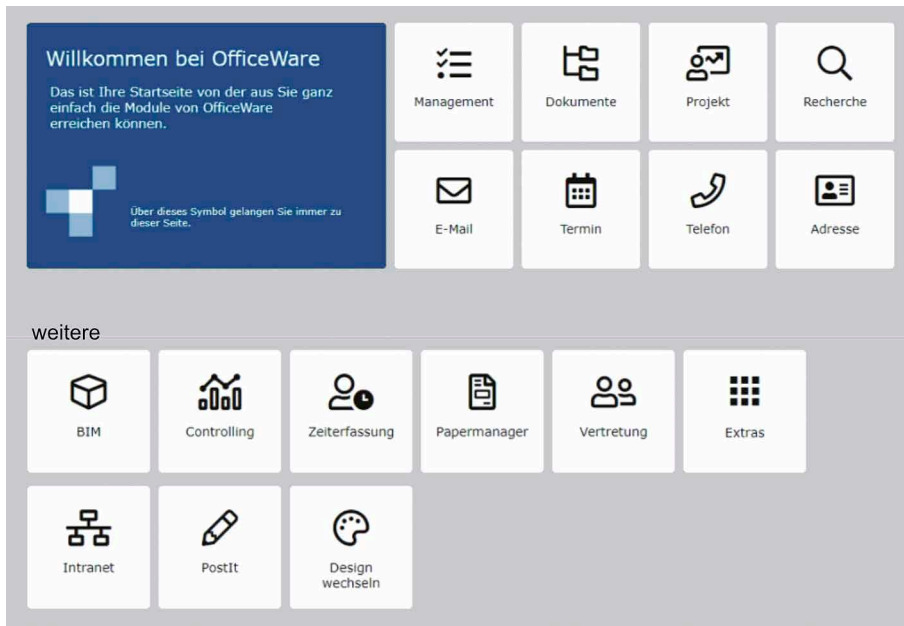 Willkommen bei OfficeWare
Das ist Ihre Startseite von der aus Sie ganz
einfach die Module von OfficeWare
erreichen können.
Über dieses Symbol gelangen Sie immer zu
dieser Seite.
Management
Dokumente
Projekt
Recherche
E-Mail
Termin
Telefon
Adresse
weitere
BIM
Controlling
Zeiterfassung
Papermanager
Vertretung
Extras
Intranet
PostIt
Design
wechseln